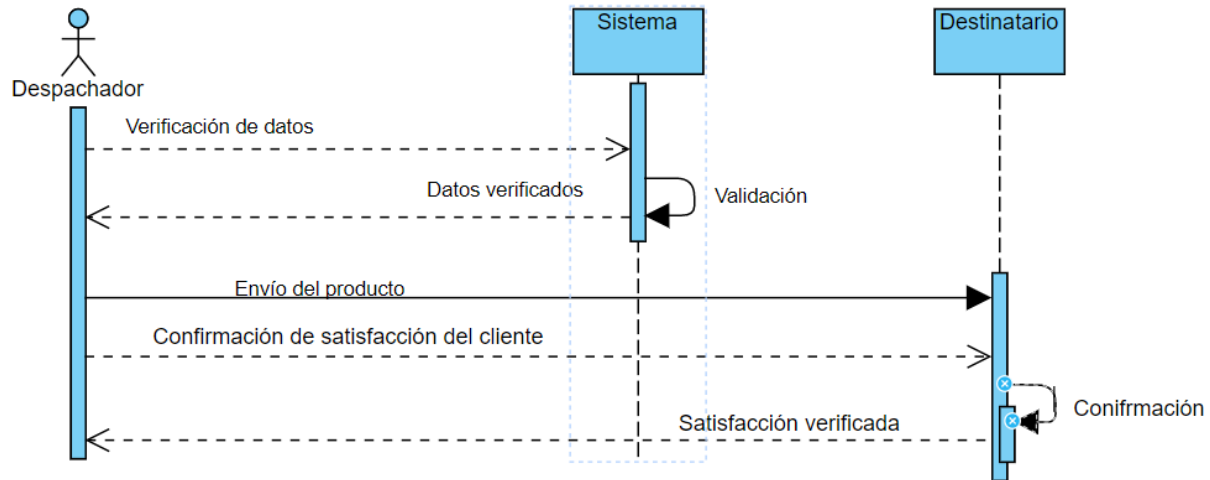 Sistema
Destinatario
Despachador
Verificación de datos
Datos verificados
Validación
Envío del producto
Confirmación de satisfacción del cliente
Conifrmación
Satisfacción verificada